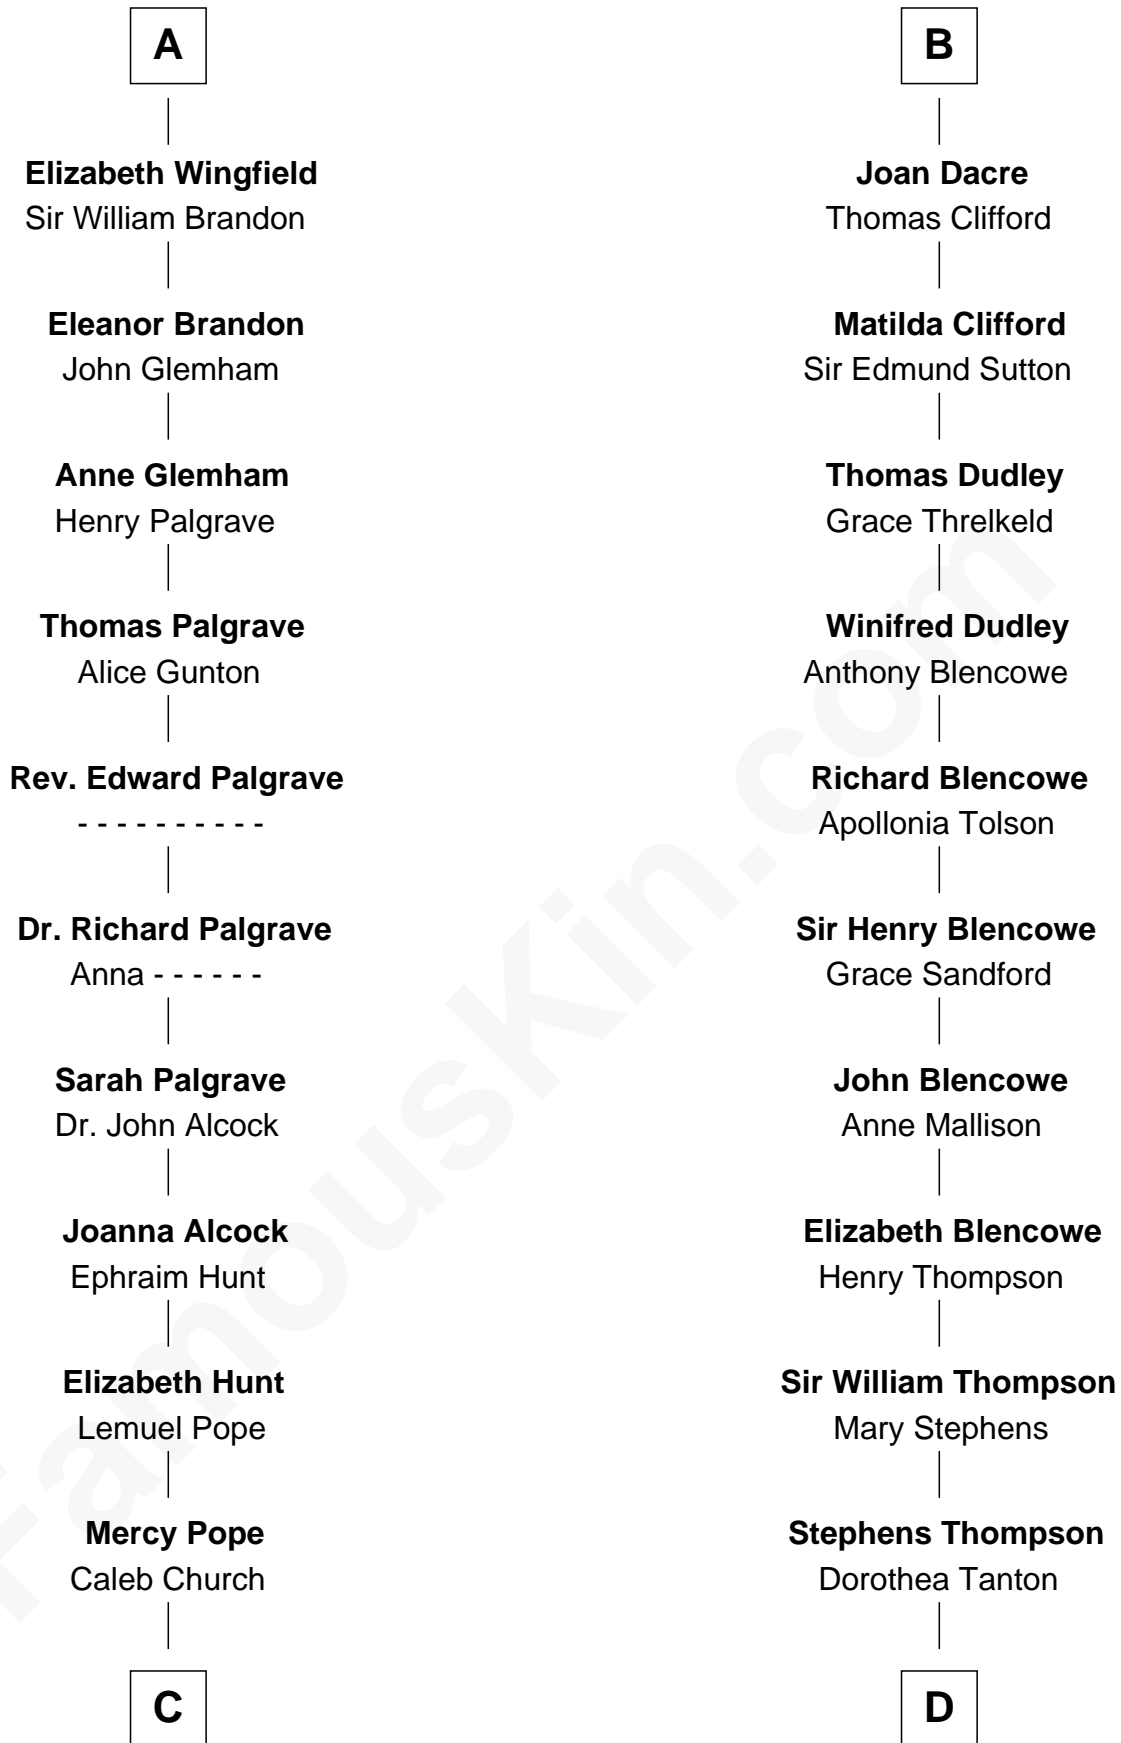 A
Elizabeth Wingfield
Sir William Brandon
Eleanor Brandon
John Glemham
Anne Glemham
Henry Palgrave
Thomas Palgrave
Alice Gunton
Rev. Edward Palgrave
- - - - - - - - - -
Dr. Richard Palgrave
Anna - - - - - -
Sarah Palgrave
Dr. John Alcock
Joanna Alcock
Ephraim Hunt
Elizabeth Hunt
Lemuel Pope
Mercy Pope
Caleb Church
C
B
Joan Dacre
Thomas Clifford
Matilda Clifford
Sir Edmund Sutton
Thomas Dudley
Grace Threlkeld
Winifred Dudley
Anthony Blencowe
Richard Blencowe
Apollonia Tolson
Sir Henry Blencowe
Grace Sandford
John Blencowe
Anne Mallison
Elizabeth Blencowe
Henry Thompson
Sir William Thompson
Mary Stephens
Stephens Thompson
Dorothea Tanton
D
FamousKin.com